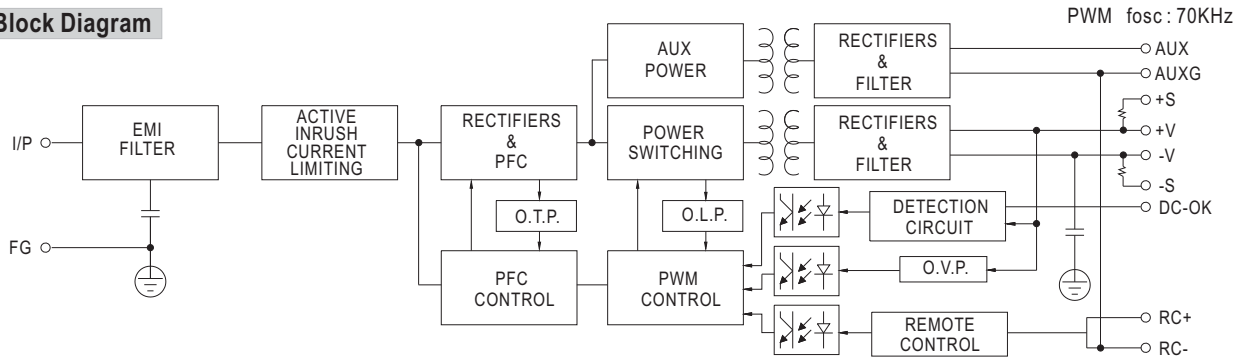 Block Diagram
PWM fosc : 70KHz
AUX
POWER
RECTIFIERS
&
FILTER
AUX
AUXG
+S
I/P
EMI
FILTER
ACTIVE
INRUSH
CURRENT
LIMITING
RECTIFIERS
&
PFC
POWER
SWITCHING
RECTIFIERS
&
FILTER
+V
-V
-S
O.T.P.
O.L.P.
DETECTION
CIRCUIT
DC-OK
FG
PFC
CONTROL
PWM
CONTROL
O.V.P.
REMOTE
CONTROL
RC+
RC-